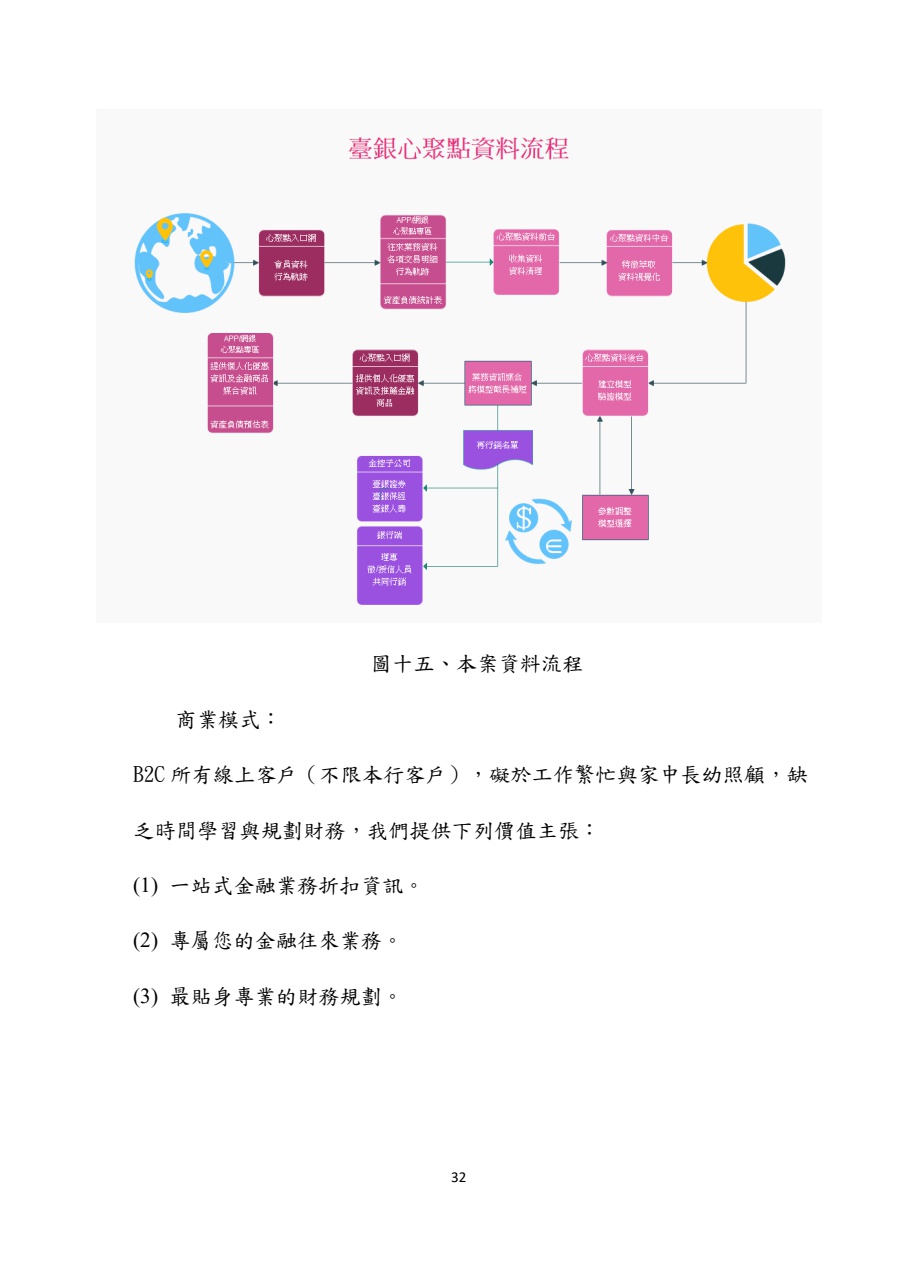 臺銀心聚點資料流程
心聚點入口網
會員資料
行為軌跡
APP/網銀
心聚點專區
往來業務資料
各項交易明細
行為軌跡
資產負債統計表
心聚點資料前台
收集資料
資料清理
心聚點資料中台
特徵萃取
資料視覺化
APP/網銀
心聚點專區
提供個人化優惠
資訊及金融商品
媒合資訊
資產負債預估表
心聚點入口網
提供個人化優惠
資訊及推薦金融
商品
業務資訊媒合
將模型截長補短
心聚點資料後台
建立模型
驗證模型
再行銷名單
金控子公司
臺銀證券
臺銀保經
臺銀人壽
銀行端
理專
徵/授信人員
共同行銷
參數調整
模型選擇
圖十五、本案資料流程
商業模式：
B2C 所有線上客戶（不限本行客戶），礙於工作繁忙與家中長幼照顧，缺
乏時間學習與規劃財務，我們提供下列價值主張：
(1) 一站式金融業務折扣資訊。
(2) 專屬您的金融往來業務。
(3) 最貼身專業的財務規劃。
32